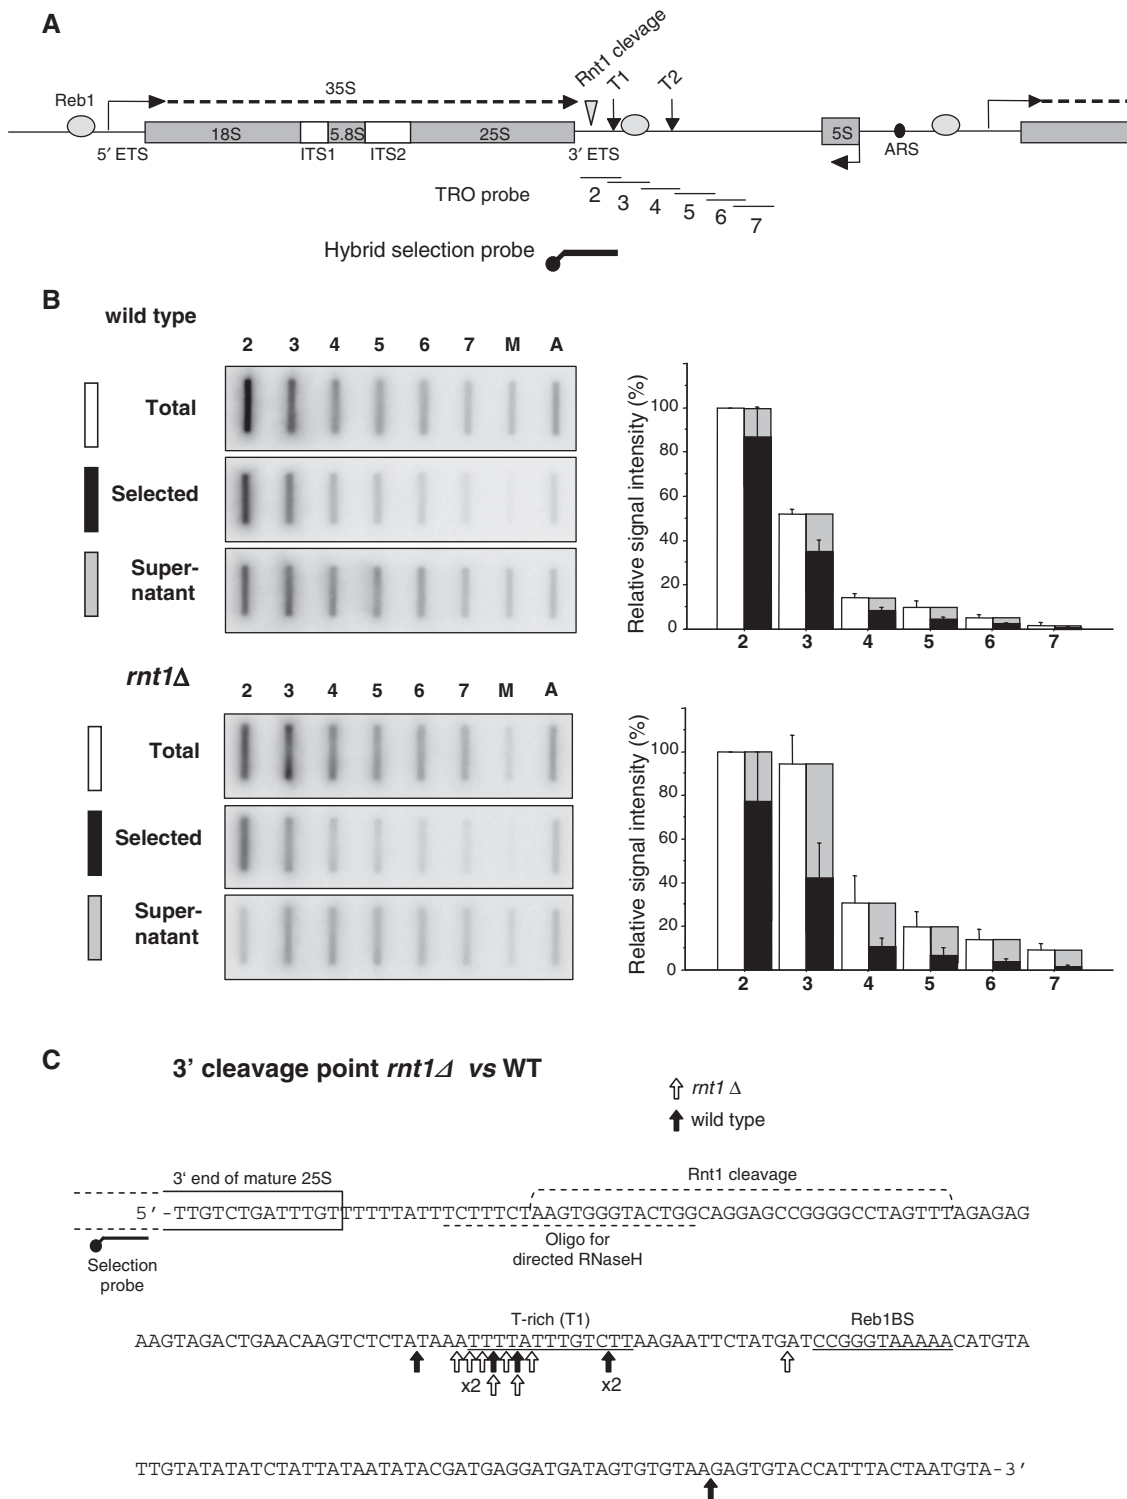 A
Rnt1 clevage
T1
T2
35S
Reb1
18S
5.8S
25S
5S
5′ ETS
ITS1
ITS2
3′ ETS
ARS
TRO probe
2
3
4
5
6
7
Hybrid selection probe
B
wild type
2 3 4 5 6 7 M A
Total
Selected
Super-
natant
Relative signal intensity (%)
100
80
60
40
20
0
2 3 4 5 6 7
rnt1Δ
2 3 4 5 6 7 M A
Total
Selected
Super-
natant
Relative signal intensity (%)
100
80
60
40
20
0
2 3 4 5 6 7
C
3’ cleavage point rnt1Δ vs WT
rnt1 Δ
wild type
3‘ end of mature 25S
Rnt1 cleavage
5′-TTGTCTGATTTGTTTTTTATTTCTTTCTAAGTGGGTACTGGCAGGAGCCGGGGCCTAGTTTAGAGAG
Selection
probe
Oligo for
directed RNaseH
T-rich (T1)
Reb1BS
AAGTAGACTGAACAAGTCTCTATAAATTTTATTTGTCTTAAGAATTCTATGATCCGGGTAAAAACATGTA
x2
x2
TTGTATATATCTATTATAATATACGATGAGGATGATAGTGTGTAAGAGTGTACCATTTACTAATGTA-3′